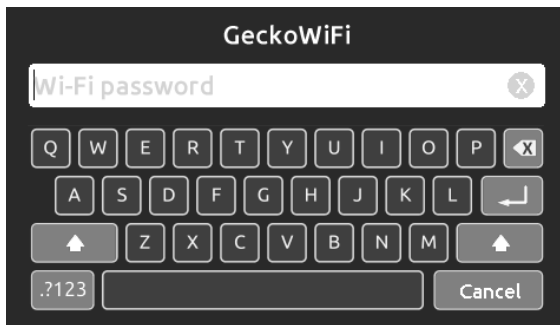 GeckoWiFi
Wi-Fi password
X
Q W E R T Y U I O P X
A S D F G H J K L
Z X C V B N M
.?123 Cancel